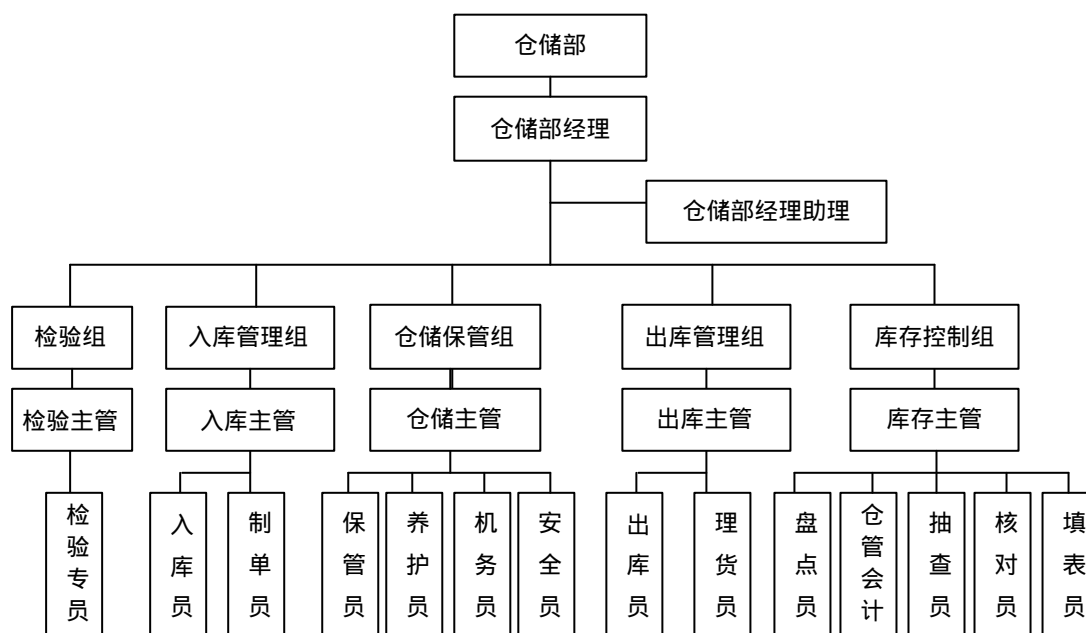 仓储部
仓储部经理
仓储部经理助理
检验组
入库管理组
仓储保管组
出库管理组
库存控制组
检验主管
入库主管
仓储主管
出库主管
库存主管
检验专员
入库员
制单员
保管员
养护员
机务员
安全员
出库员
理货员
盘点员
仓管会计
抽查员
核对员
填表员